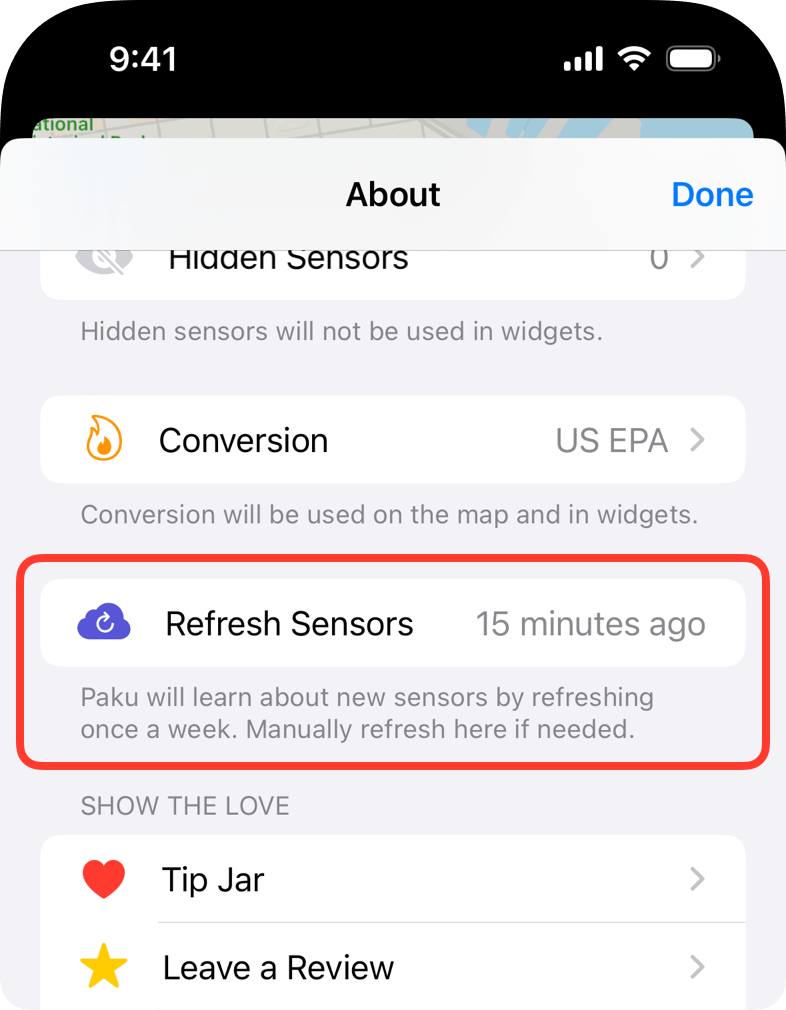 9:41
ational
About
Done
Hidden Sensors
0
Hidden sensors will not be used in widgets.
Conversion
US EPA
Conversion will be used on the map and in widgets.
Refresh Sensors
15 minutes ago
Paku will learn about new sensors by refreshing
once a week. Manually refresh here if needed.
SHOW THE LOVE
Tip Jar
Leave a Review